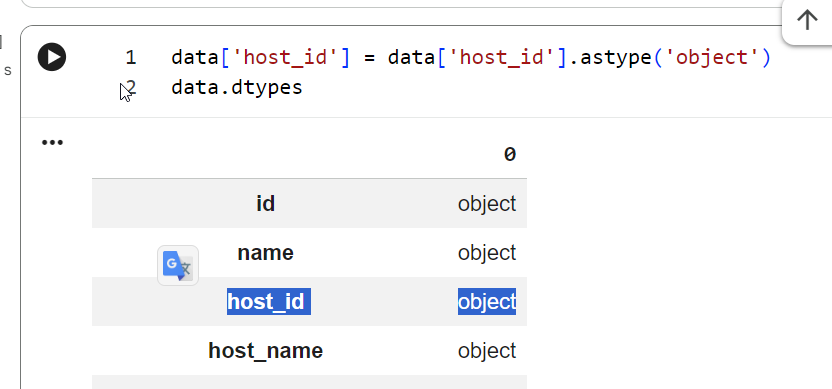 ]
s
1 data['host_id'] = data['host_id'].astype('object')
2 data.dtypes
0
id object
name object
host_id object
host_name object